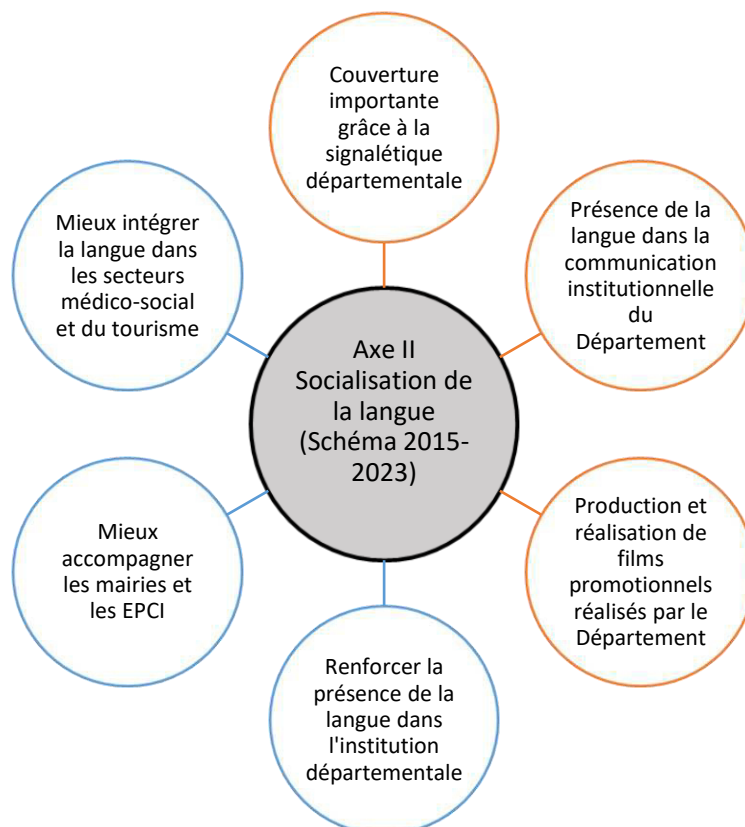 Couverture
importante
grâce à la
signalétique
départementale
Présence de la
langue dans la
communication
institutionnelle
du
Département
Production et
réalisation de
films
promotionnels
réalisés par le
Département
Renforcer la
présence de la
langue dans
l'institution
départementale
Mieux
accompagner
les mairies et
les EPCI
Mieux intégrer
la langue dans
les secteurs
médico-social
et du tourisme
Axe II
Socialisation de
la langue
(Schéma 2015-
2023)